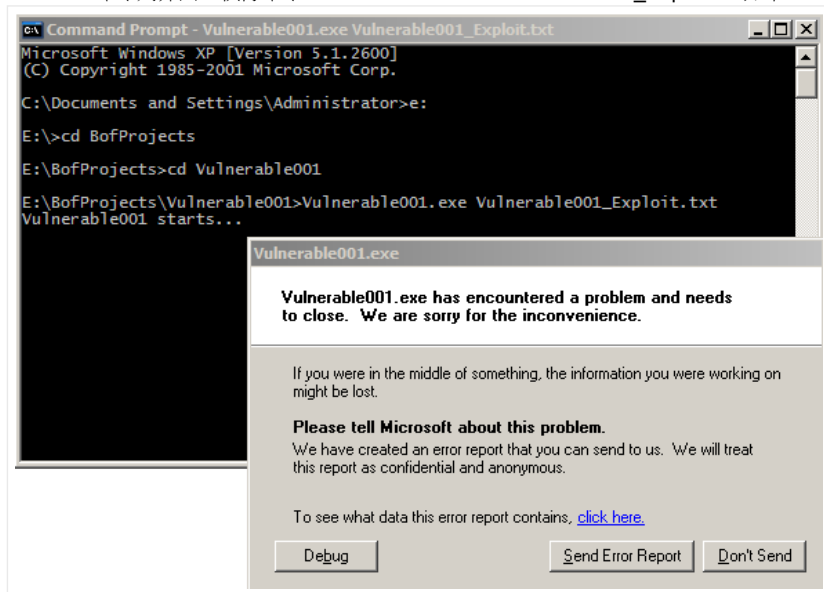 Command Prompt - Vulnerable001.exe Vulnerable001_Exploit.txt
Microsoft Windows XP [Version 5.1.2600]
(C) Copyright 1985-2001 Microsoft Corp.
C:\Documents and Settings\Administrator>e:
E:\>cd BofProjects
E:\BofProjects>cd Vulnerable001
E:\BofProjects\Vulnerable001>Vulnerable001.exe Vulnerable001_Exploit.txt
Vulnerable001 starts...
Vulnerable001.exe
Vulnerable001.exe has encountered a problem and needs
to close. We are sorry for the inconvenience.
If you were in the middle of something, the information you were working on
might be lost.
Please tell Microsoft about this problem.
We have created an error report that you can send to us. We will treat
this report as confidential and anonymous.
To see what data this error report contains, click here.
Debug
Send Error Report
Don't Send